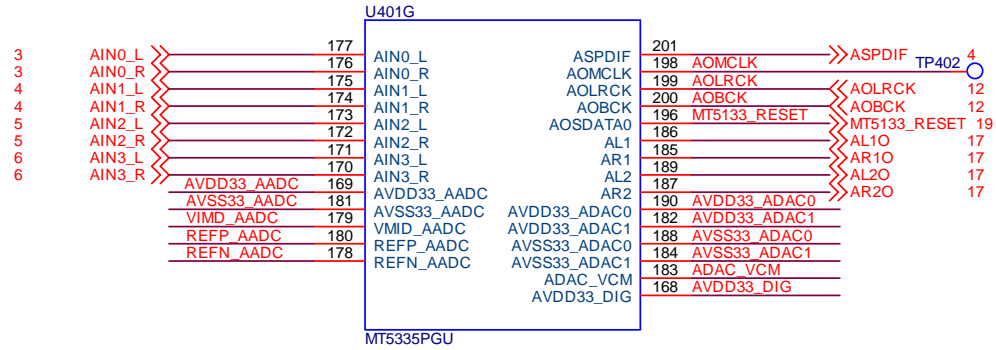 U401G
3 AIN0_L 177 AIN0_L ASPDIF 201 ASPDIF 4
3 AIN0_R 176 AIN0_R AOMCLK 198 AOMCLK TP402
4 AIN1_L 175 AIN1_L AOLRCK 199 AOLRCK AOLRCK 12
4 AIN1_R 174 AIN1_R AOBCK 200 AOBCK AOBCK 12
5 AIN2_L 173 AIN2_L AOSDATA0 196 MT5133_RESET MT5133_RESET 19
5 AIN2_R 172 AIN2_R AL1 186 AL1O 17
6 AIN3_L 171 AIN3_L AR1 185 AR1O 17
6 AIN3_R 170 AIN3_R AL2 189 AL2O 17
AVDD33_AADC 169 AVDD33_AADC AR2 187 AR2O 17
AVSS33_AADC 181 AVSS33_AADC AVDD33_ADAC0 190 AVDD33_ADAC0
VIMD_AADC 179 VMID_AADC AVDD33_ADAC1 182 AVDD33_ADAC1
REFP_AADC 180 REFP_AADC AVSS33_ADAC0 188 AVSS33_ADAC0
REFN_AADC 178 REFN_AADC AVSS33_ADAC1 184 AVSS33_ADAC1
ADAC_VCM 183 ADAC_VCM
AVDD33_DIG 168 AVDD33_DIG
MT5335PGU